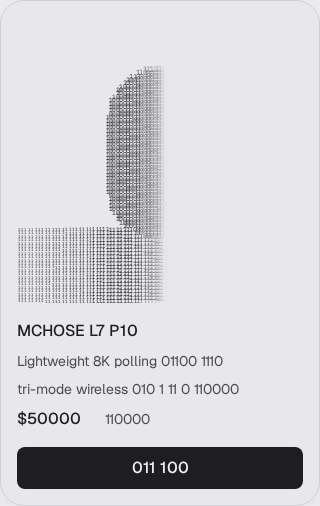 MCHOSE L7 P10
Lightweight 8K polling 01100 1110
tri-mode wireless 010 1 11 0 110000
$50000 110000
011 100